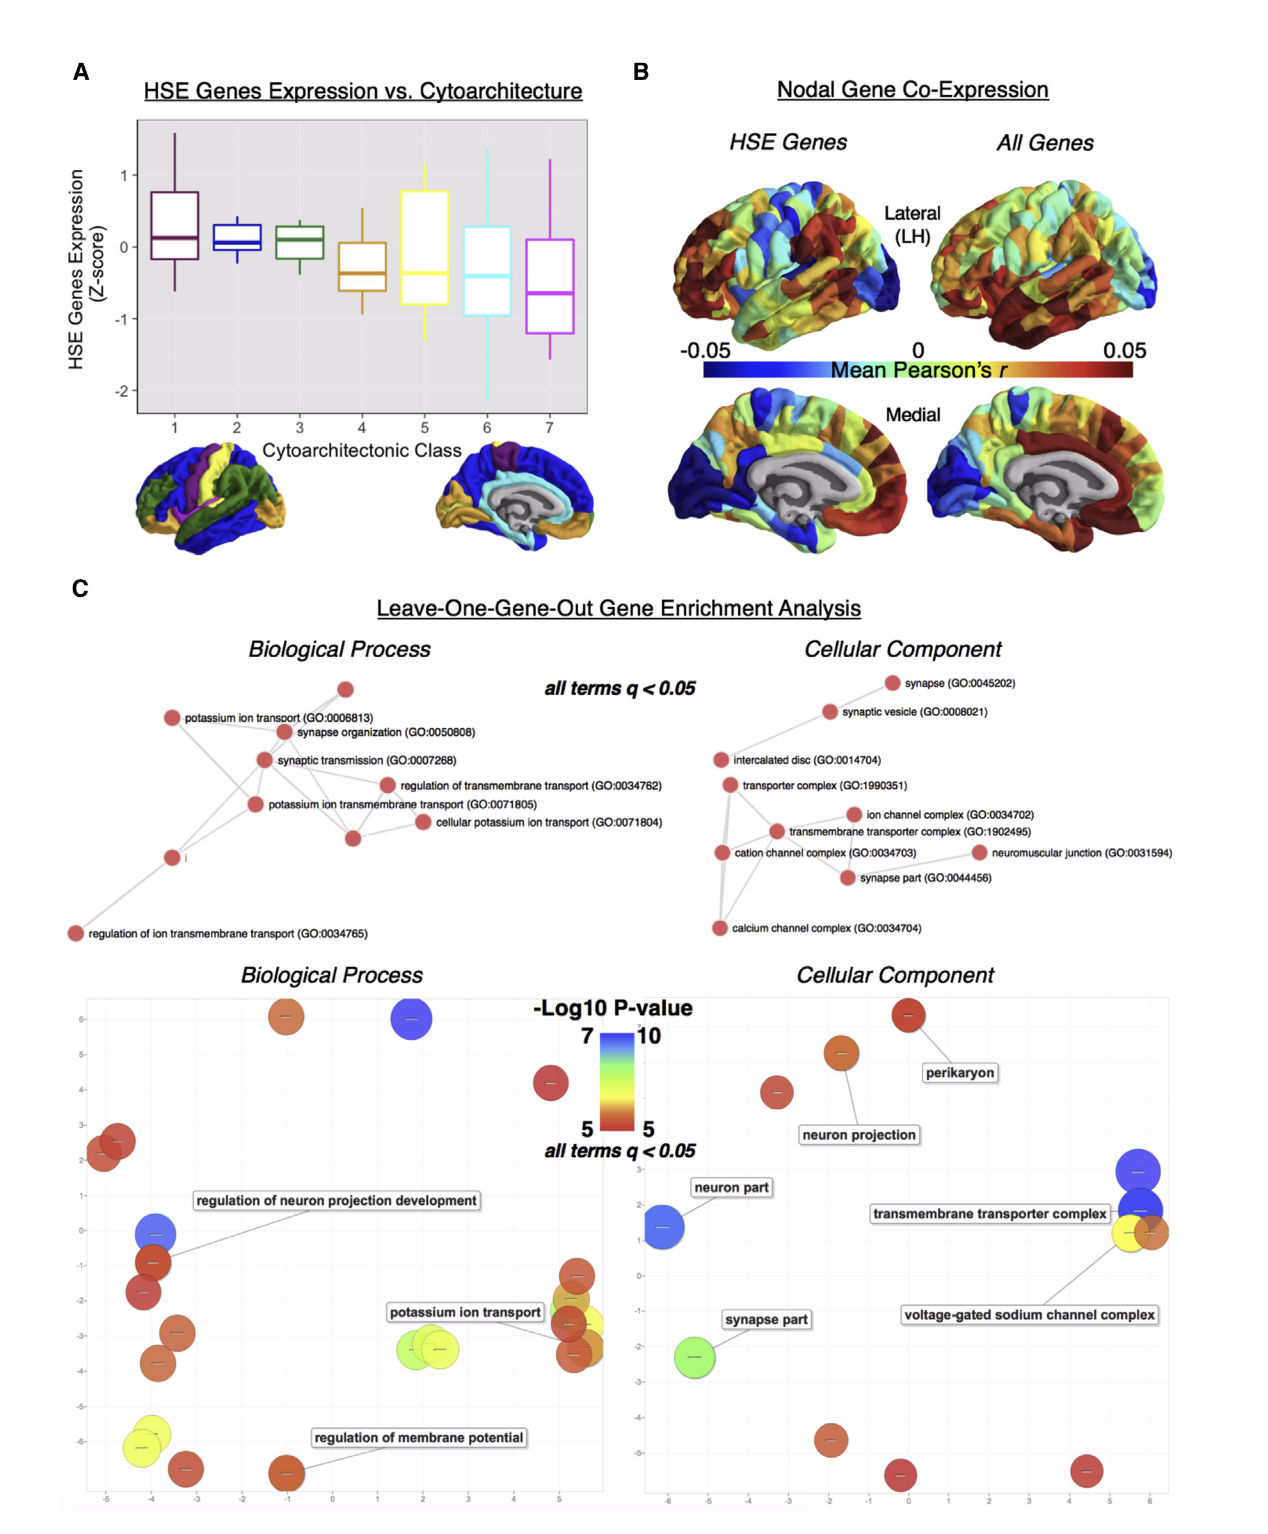 A
HSE Genes Expression vs. Cytoarchitecture
HSE Genes Expression
(Z-score)
1
0
-1
-2
1 2 3 4 5 6 7
Cytoarchitectonic Class
B
Nodal Gene Co-Expression
HSE Genes
All Genes
Lateral
(LH)
-0.05 0 0.05
Mean Pearson's r
Medial
C
Leave-One-Gene-Out Gene Enrichment Analysis
Biological Process
Cellular Component
all terms q < 0.05
potassium ion transport (GO:0006813)
synapse organization (GO:0050808)
synaptic transmission (GO:0007268)
regulation of transmembrane transport (GO:0034762)
potassium ion transmembrane transport (GO:0071805)
cellular potassium ion transport (GO:0071804)
i
regulation of ion transmembrane transport (GO:0034765)
synapse (GO:0045202)
synaptic vesicle (GO:0008021)
intercalated disc (GO:0014704)
transporter complex (GO:1990351)
ion channel complex (GO:0034702)
transmembrane transporter complex (GO:1902495)
cation channel complex (GO:0034703)
neuromuscular junction (GO:0031594)
synapse part (GO:0044456)
calcium channel complex (GO:0034704)
Biological Process
Cellular Component
-Log10 P-value
7 10
5 5
all terms q < 0.05
6
5
4
3
2
1
0
-1
-2
-3
-4
-5
-6
regulation of neuron projection development
potassium ion transport
regulation of membrane potential
-5 -4 -3 -2 -1 0 1 2 3 4 5
perikaryon
neuron projection
neuron part
transmembrane transporter complex
voltage-gated sodium channel complex
synapse part
7
3
2
1
0
-1
-2
-3
-4
-5
-6 -5 -4 -3 -2 -1 0 1 2 3 4 5 6